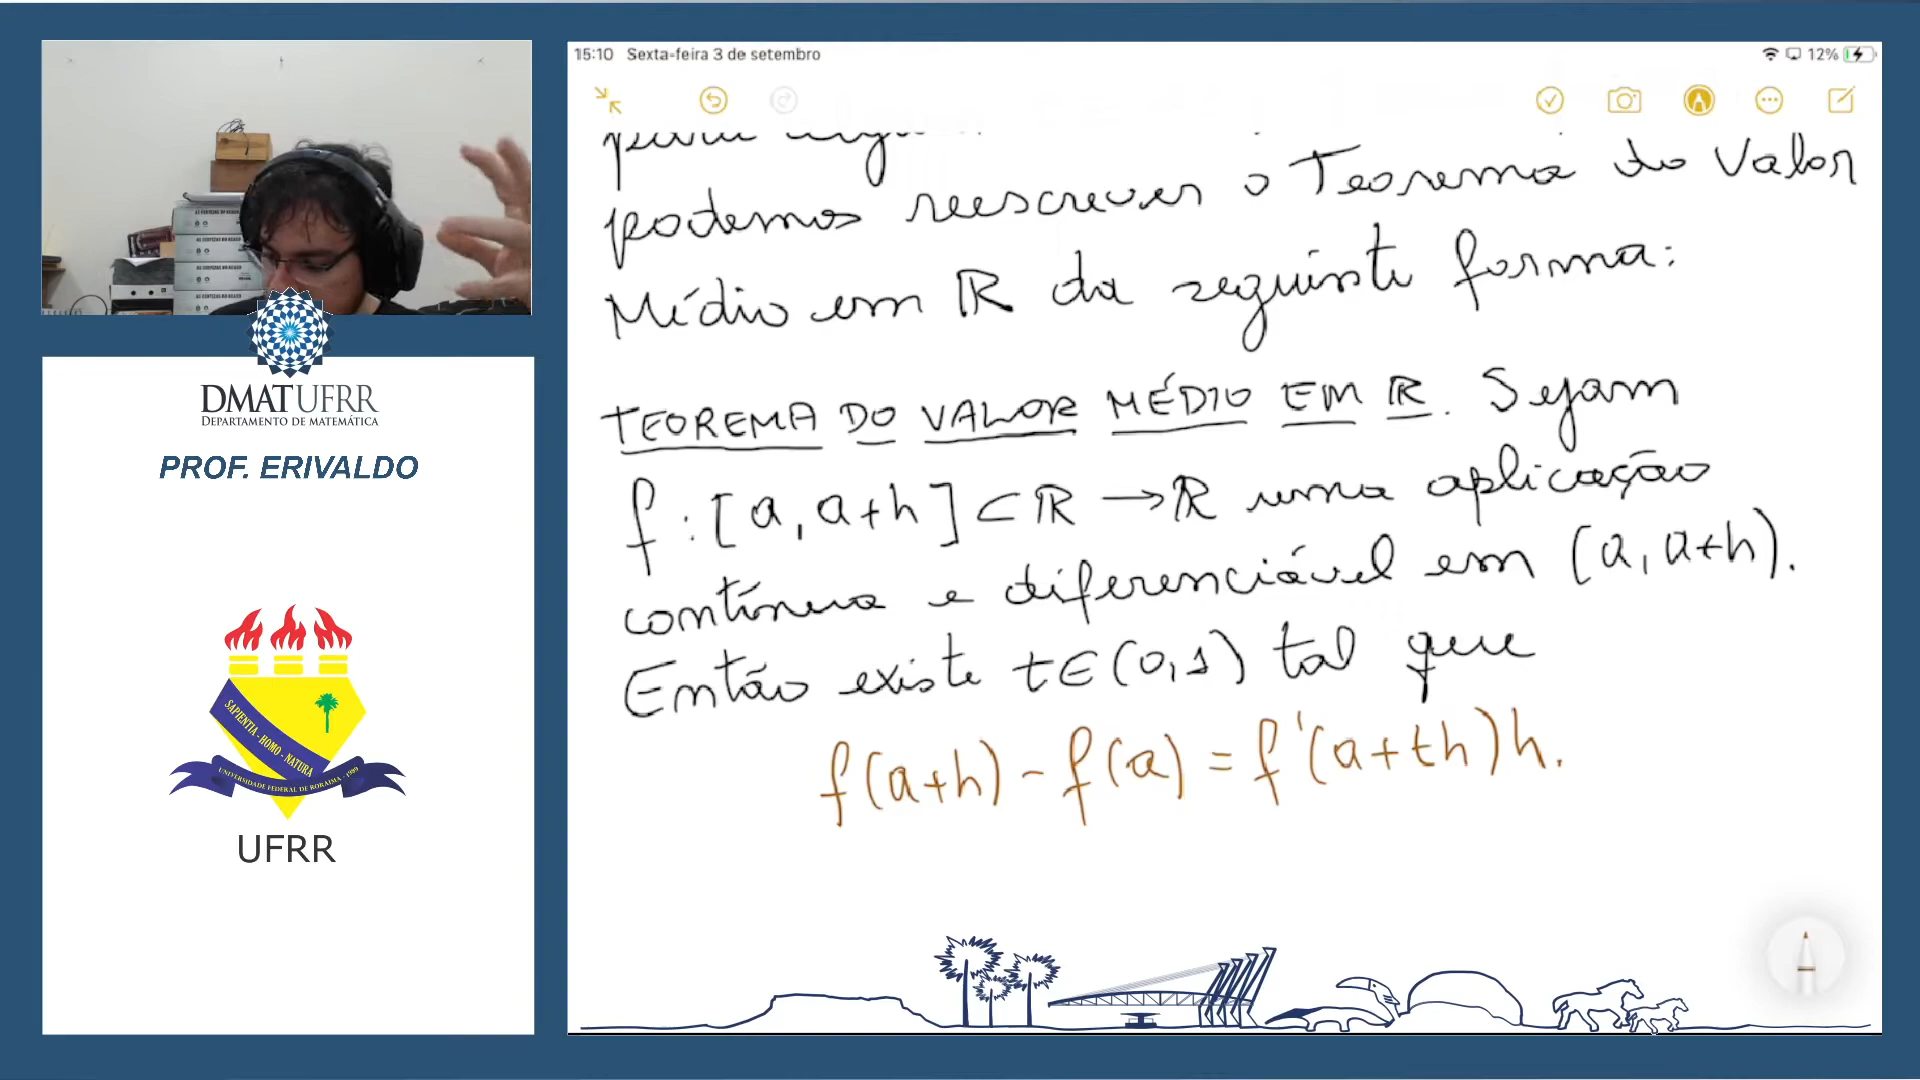 15:10 Sexta-feira 3 de setembro 12%
podemos reescrever o Teorema do Valor
Médio em ℝ da seguinte forma:
TEOREMA DO VALOR MÉDIO EM ℝ. Sejam
f:[a, a+h]⊂ℝ→ℝ uma aplicação
contínua e diferenciável em (a, a+h).
Então existe t∈(0,1) tal que
f(a+h) - f(a) = f'(a+th)h.
DMATUFRR
DEPARTAMENTO DE MATEMÁTICA
PROF. ERIVALDO
SAPIENTIA - HOMO - NATURA
UNIVERSIDADE FEDERAL DE RORAIMA - 1989
UFRR